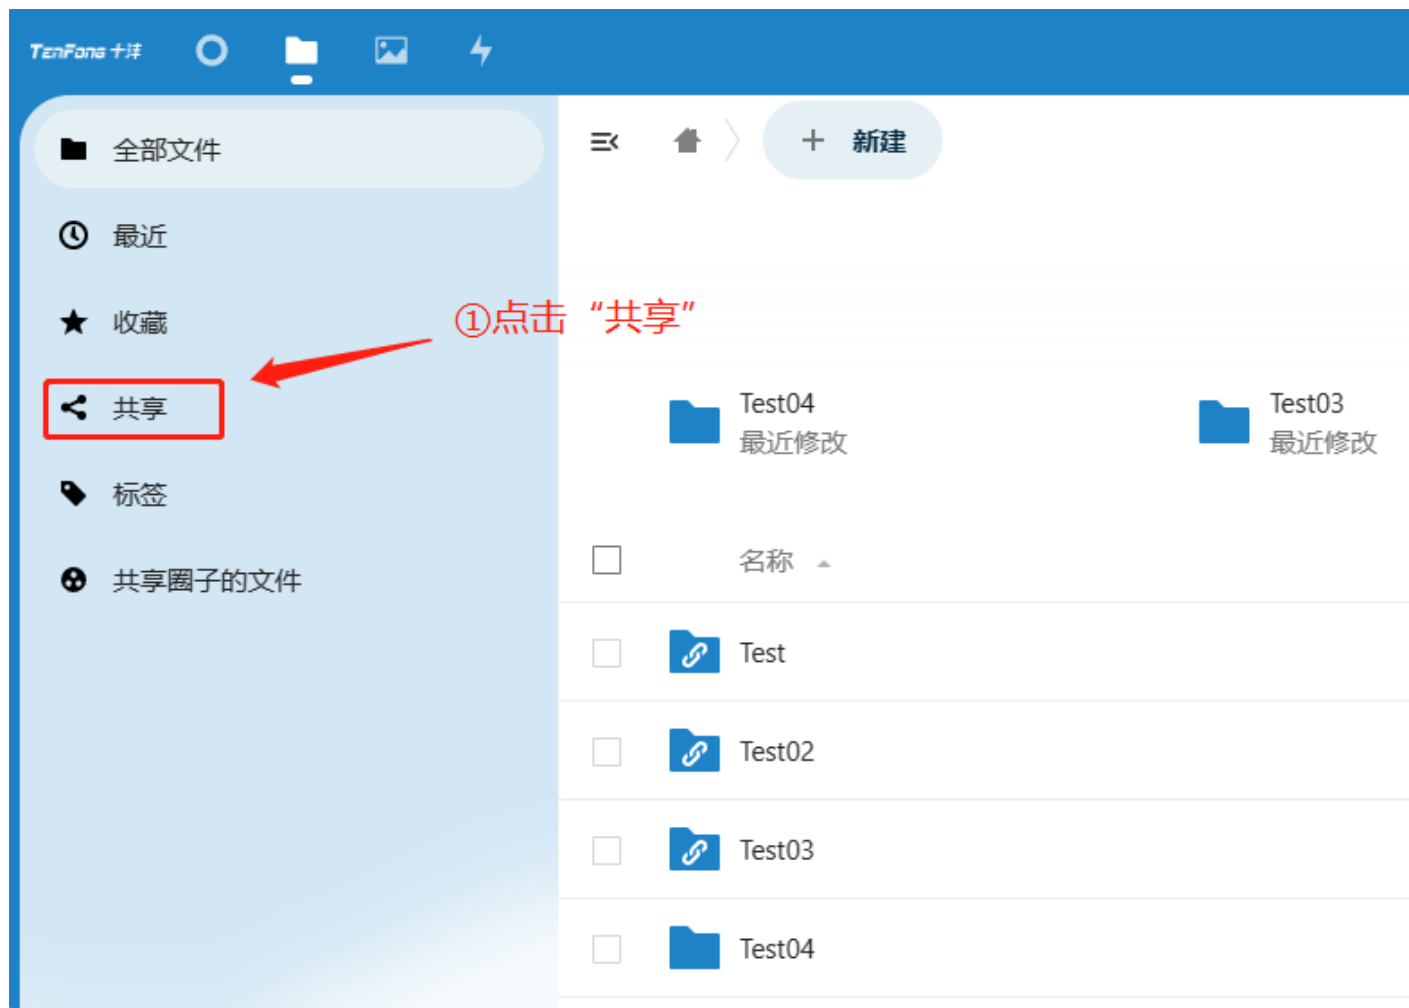 TenFong 十沣
全部文件
新建
最近
①点击“共享”
收藏
共享
Test04
最近修改
Test03
最近修改
标签
名称
共享圈子的文件
Test
Test02
Test03
Test04